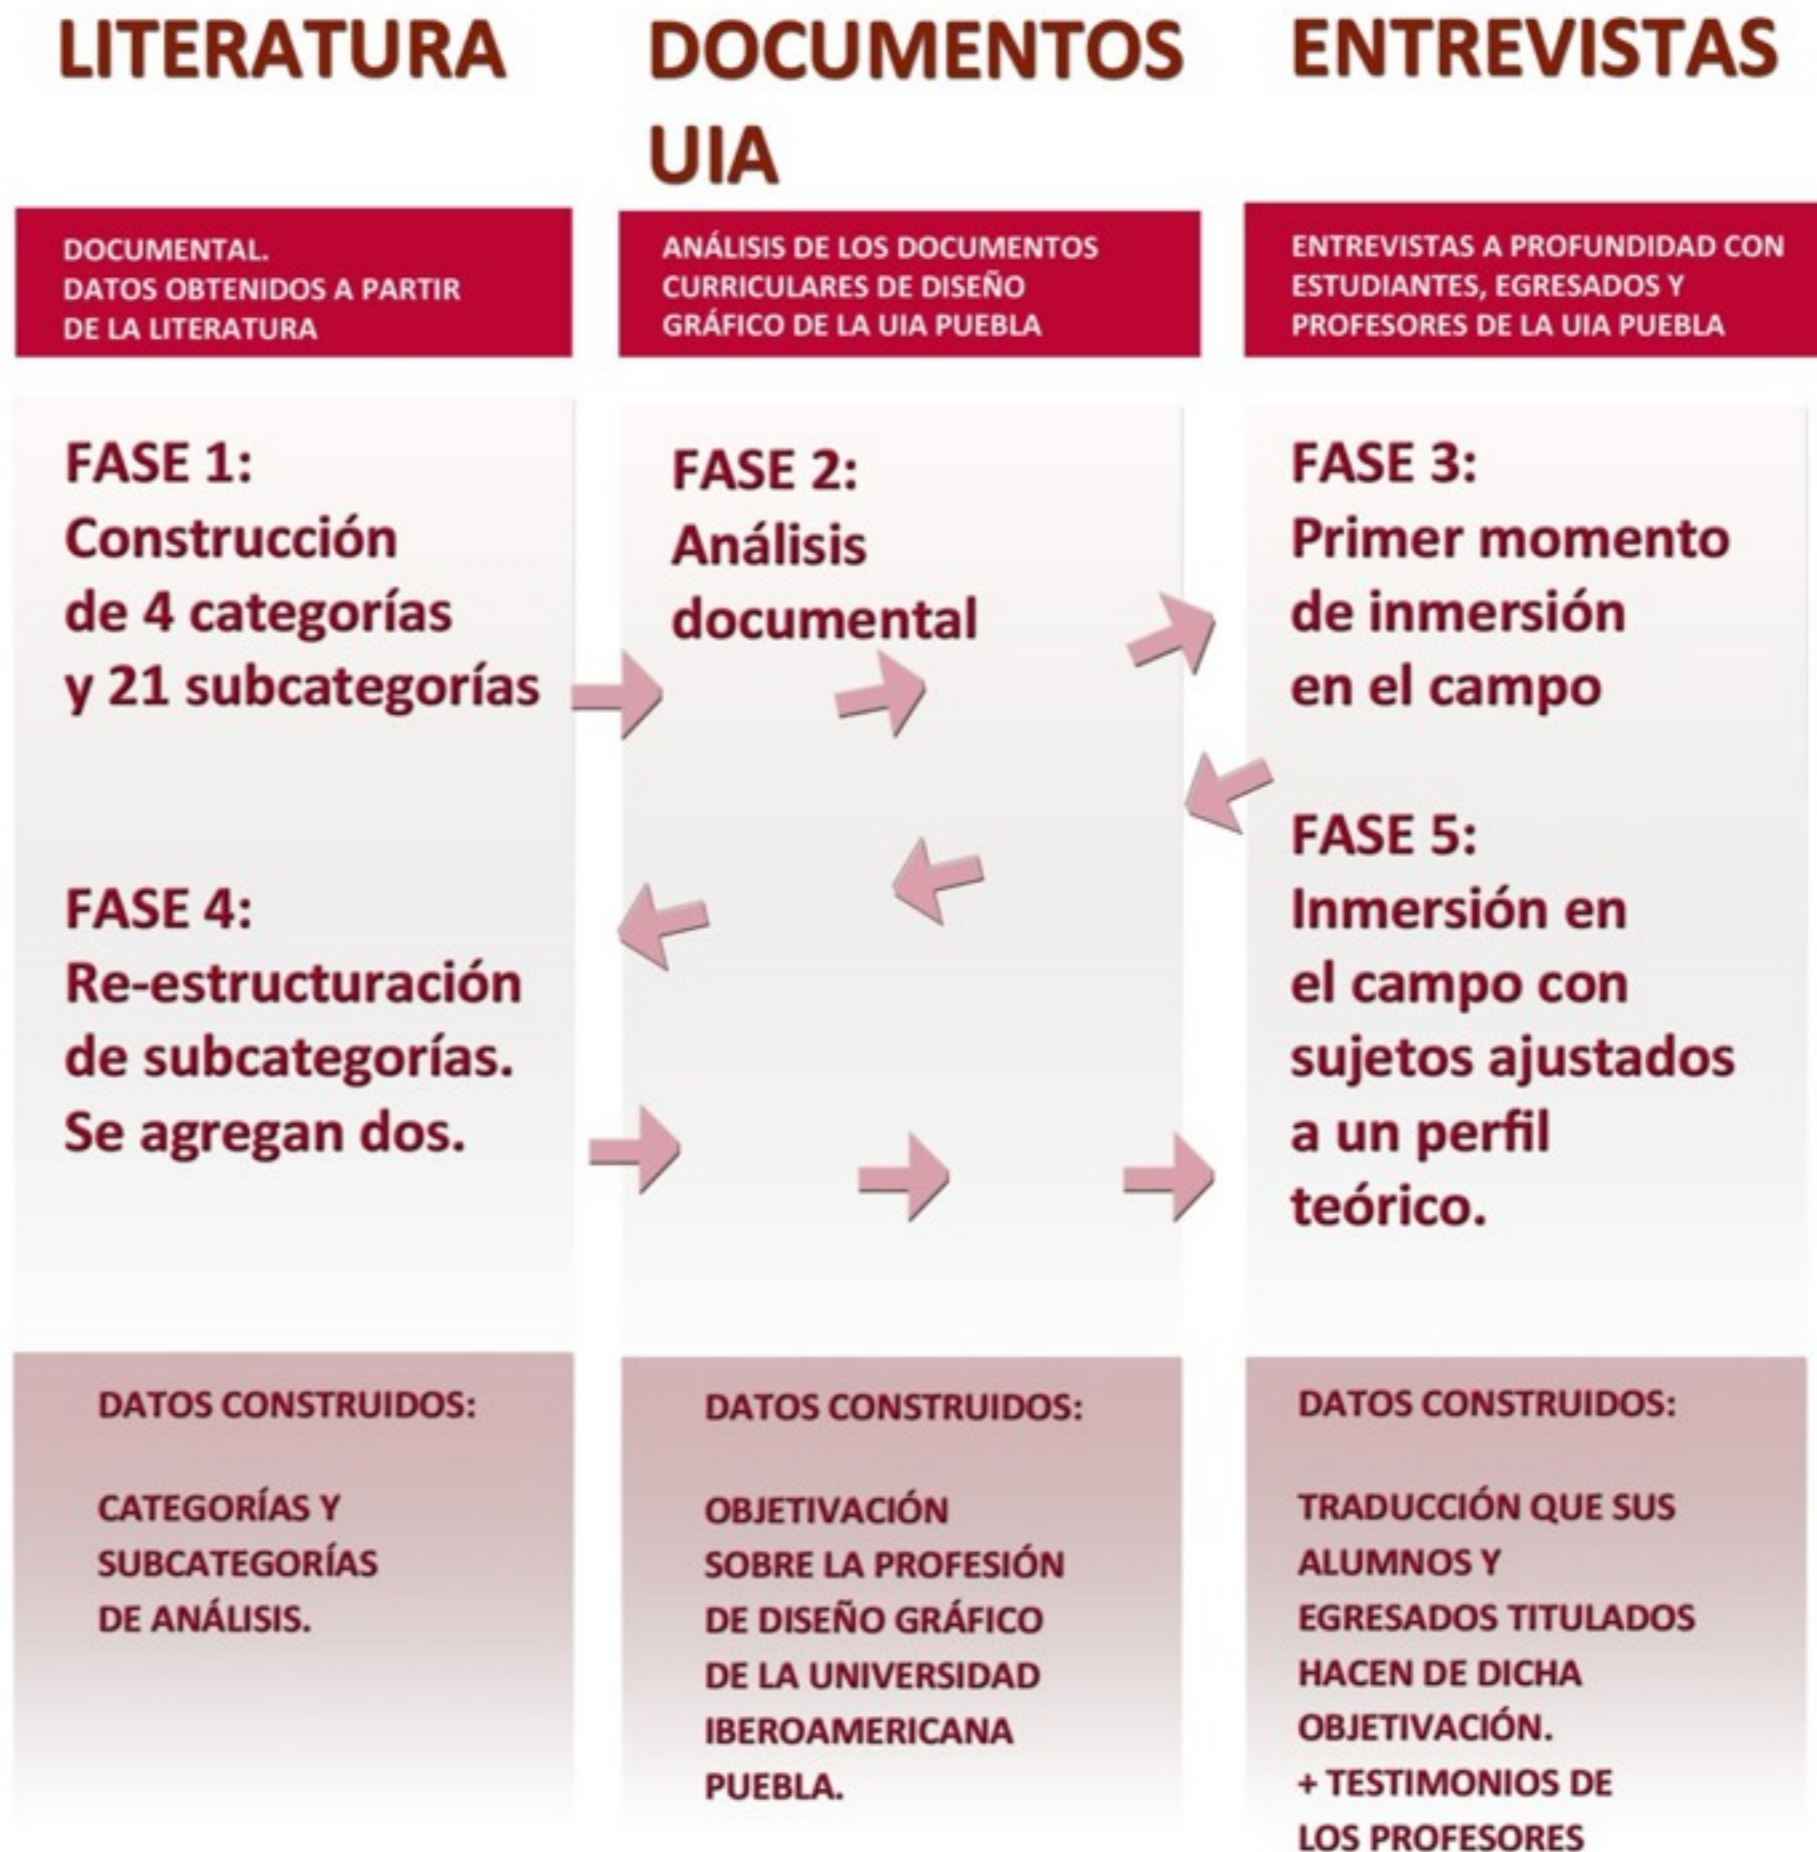 LITERATURA
DOCUMENTOS
UIA
ENTREVISTAS
DOCUMENTAL.
DATOS OBTENIDOS A PARTIR
DE LA LITERATURA
ANÁLISIS DE LOS DOCUMENTOS
CURRICULARES DE DISEÑO
GRÁFICO DE LA UIA PUEBLA
ENTREVISTAS A PROFUNDIDAD CON
ESTUDIANTES, EGRESADOS Y
PROFESORES DE LA UIA PUEBLA
FASE 1:
Construcción
de 4 categorías
y 21 subcategorías
FASE 2:
Análisis
documental
FASE 3:
Primer momento
de inmersión
en el campo
FASE 4:
Re-estructuración
de subcategorías.
Se agregan dos.
FASE 5:
Inmersión en
el campo con
sujetos ajustados
a un perfil
teórico.
DATOS CONSTRUIDOS:
CATEGORÍAS Y
SUBCATEGORÍAS
DE ANÁLISIS.
DATOS CONSTRUIDOS:
OBJETIVACIÓN
SOBRE LA PROFESIÓN
DE DISEÑO GRÁFICO
DE LA UNIVERSIDAD
IBEROAMERICANA
PUEBLA.
DATOS CONSTRUIDOS:
TRADUCCIÓN QUE SUS
ALUMNOS Y
EGRESADOS TITULADOS
HACEN DE DICHA
OBJETIVACIÓN.
+ TESTIMONIOS DE
LOS PROFESORES